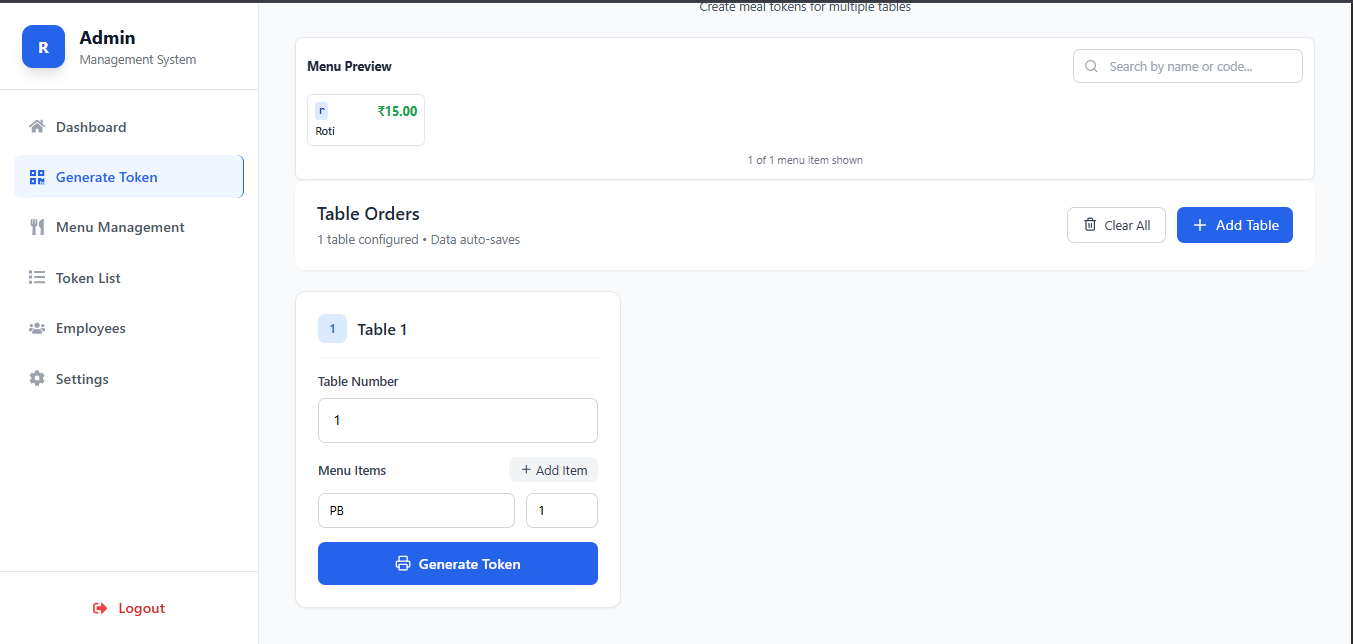 R
Admin
Management System
Dashboard
Generate Token
Menu Management
Token List
Employees
Settings
Logout
Create meal tokens for multiple tables
Menu Preview
Search by name or code...
r ₹15.00
Roti
1 of 1 menu item shown
Table Orders
1 table configured • Data auto-saves
Clear All
+ Add Table
1 Table 1
Table Number
1
Menu Items
+ Add Item
PB 1
Generate Token